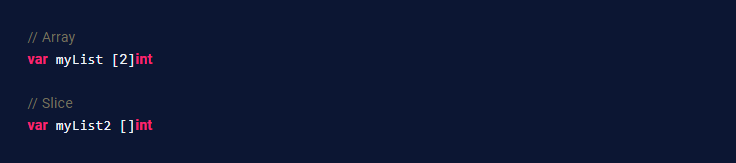 // Array
var myList [2]int
// Slice
var myList2 []int